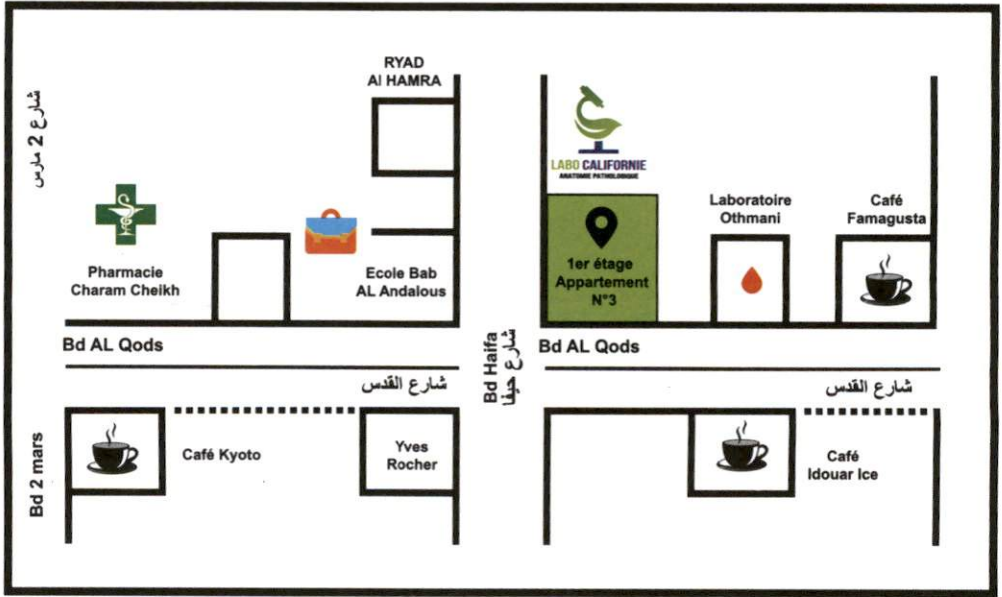 RYAD
Al HAMRA
شارع 2 مارس
LABO CALIFORNIE
ANATOMIE PATHOLOGIQUE
Pharmacie
Charam Cheikh
Ecole Bab
AL Andalous
1er étage
Appartement
N°3
Laboratoire
Othmani
Café
Famagusta
Bd AL Qods
Bd Haifa
شارع حيفا
Bd AL Qods
شارع القدس
شارع القدس
Bd 2 mars
Café Kyoto
Yves
Rocher
Café
Idouar Ice